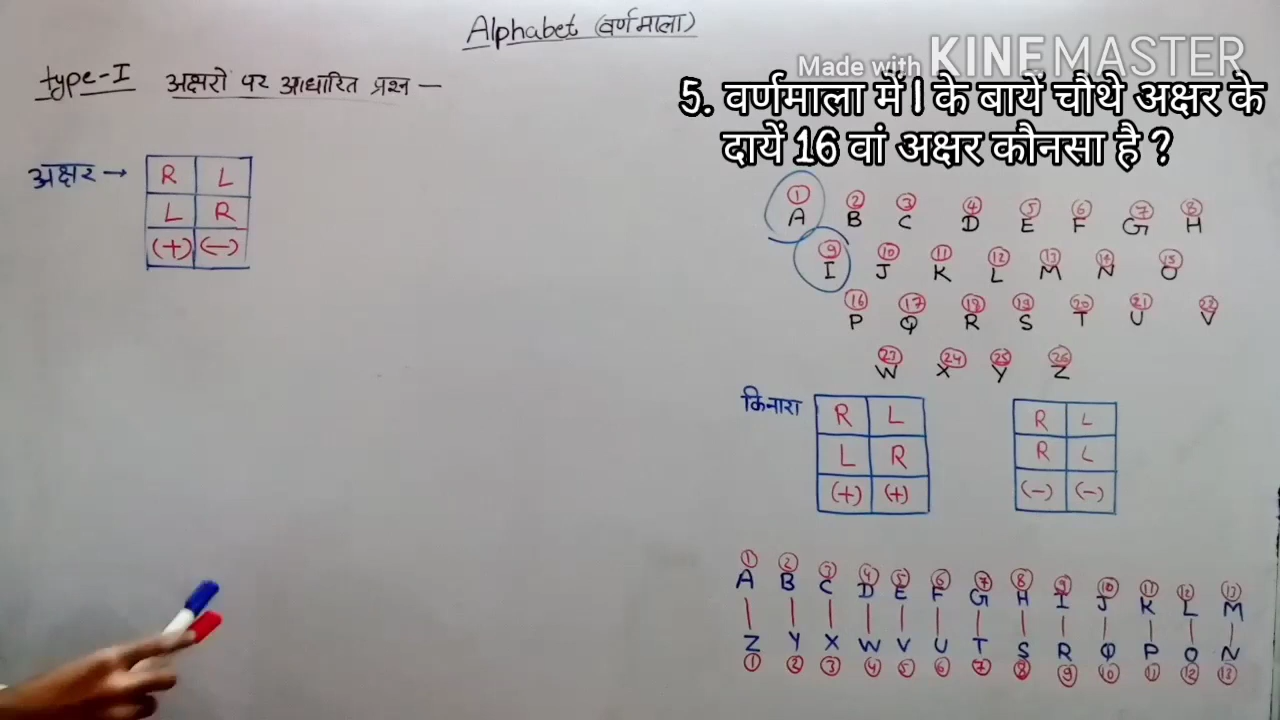 Alphabet (वर्णमाला)
Made with KINEMASTER
type-I अक्षरो पर आधारित प्रश्न —
5. वर्णमाला में I के बायें चौथे अक्षर के
दायें 16 वां अक्षर कौनसा है ?
अक्षर →
R L
L R
(+) (-)
1 2 3 4 5 6 7 8
A B C D E F G H
9 10 11 12 13 14 15
I J K L M N O
16 17 18 19 20 21 22
P Q R S T U V
23 24 25 26
W X Y Z
किनारा
R L
L R
(+) (+)
R L
R L
(-) (-)
1 2 3 4 5 6 7 8 9 10 11 12 13
A B C D E F G H I J K L M
Z Y X W V U T S R Q P O N
1 2 3 4 5 6 7 8 9 10 11 12 13